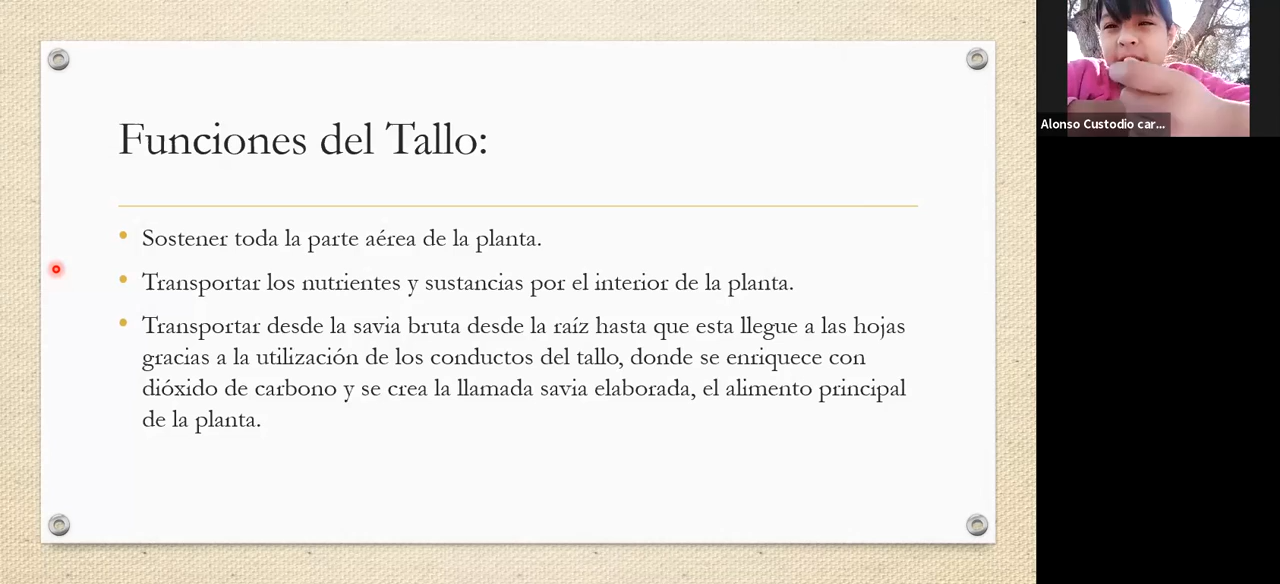 Funciones del Tallo:
• Sostener toda la parte aérea de la planta.
• Transportar los nutrientes y sustancias por el interior de la planta.
• Transportar desde la savia bruta desde la raíz hasta que esta llegue a las hojas
gracias a la utilización de los conductos del tallo, donde se enriquece con
dióxido de carbono y se crea la llamada savia elaborada, el alimento principal
de la planta.
Alonso Custodio car...